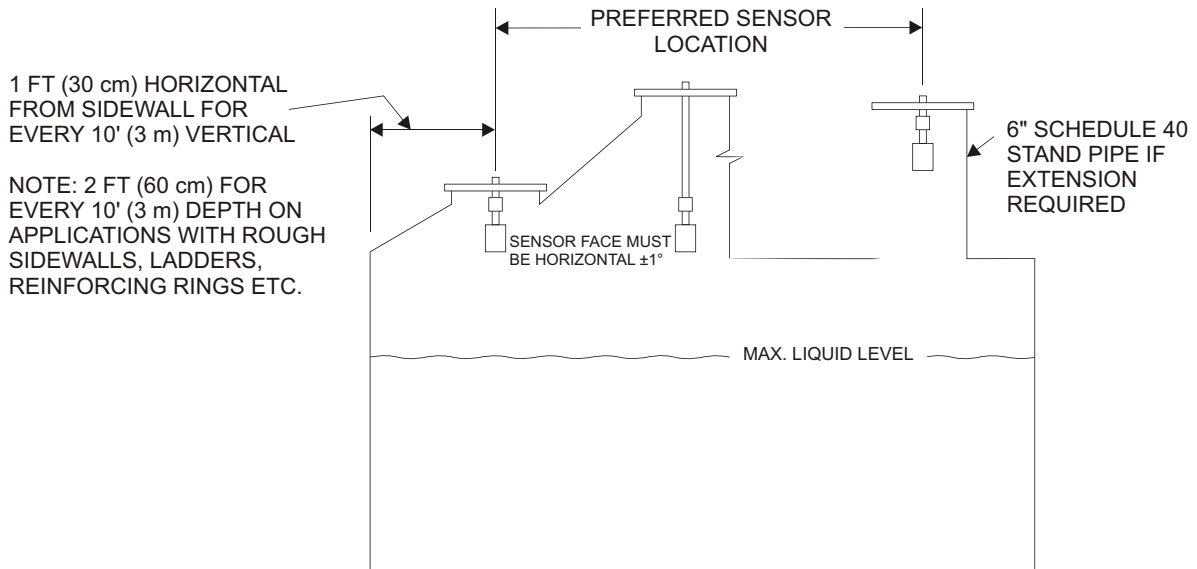 PREFERRED SENSOR
LOCATION
1 FT (30 cm) HORIZONTAL
FROM SIDEWALL FOR
EVERY 10' (3 m) VERTICAL
NOTE: 2 FT (60 cm) FOR
EVERY 10' (3 m) DEPTH ON
APPLICATIONS WITH ROUGH
SIDEWALLS, LADDERS,
REINFORCING RINGS ETC.
6" SCHEDULE 40
STAND PIPE IF
EXTENSION
REQUIRED
SENSOR FACE MUST
BE HORIZONTAL ±1°
MAX. LIQUID LEVEL